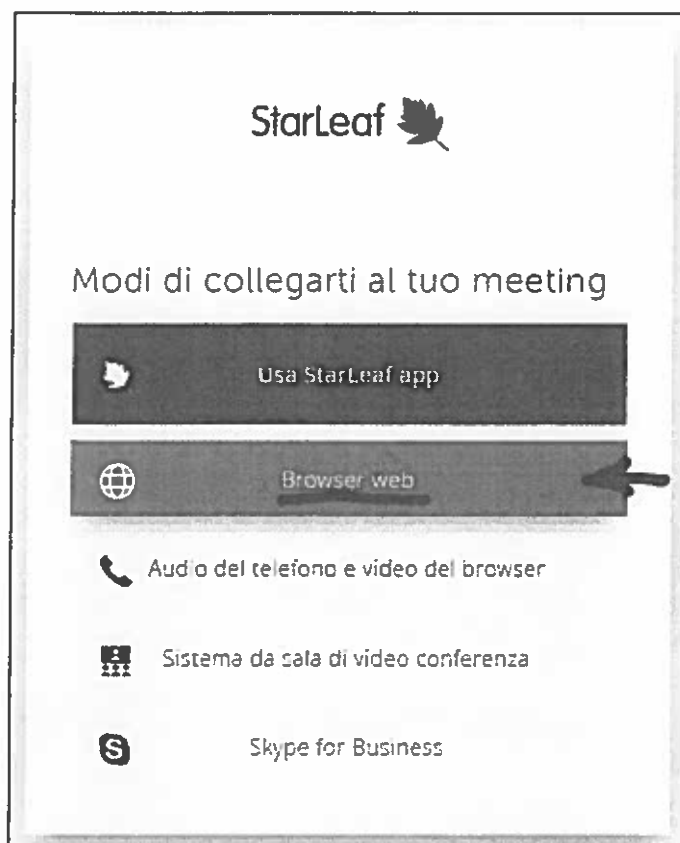 StarLeaf
Modi di collegarti al tuo meeting
Usa StarLeaf app
Browser web
Audio del telefono e video del browser
Sistema da sala di video conferenza
Skype for Business